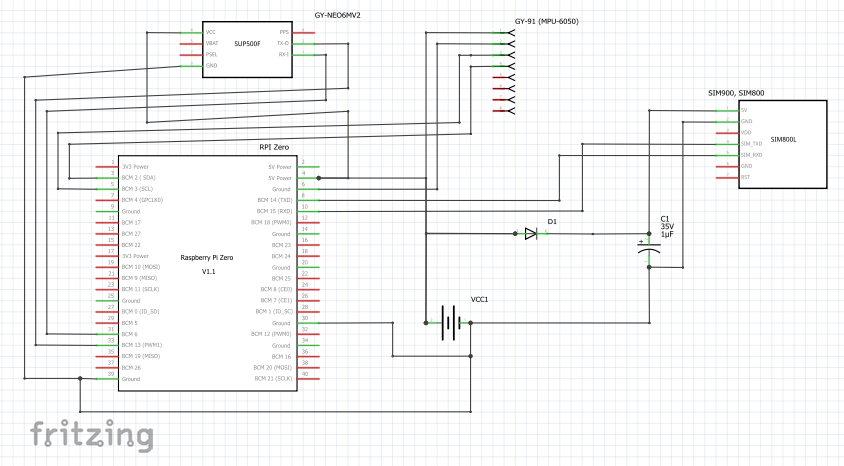 GY-NEO6MV2
VCC
VBAT
PSEL
GND
SUP500F
PPS
TX-O
RX-I
GY-91 (MPU-6050)
SIM900, SIM800
5V
GND
VDD
SIM_TXD
SIM_RXD
GND
RST
SIM800L
RPI Zero
1 3V3 Power 5V Power 2
3 BCM 2 ( SDA) 5V Power 4
5 BCM 3 (SCL) Ground 6
7 BCM 4 (GPCLK0) BCM 14 (TXD) 8
9 Ground BCM 15 (RXD) 10
11 BCM 17 BCM 18 (PWM0) 12
13 BCM 27 Ground 14
15 BCM 22 BCM 23 16
17 3V3 Power BCM 24 18
19 BCM 10 (MOSI) Ground 20
21 BCM 9 (MISO) BCM 25 22
23 BCM 11 (SCLK) BCM 8 (CE0) 24
25 Ground BCM 7 (CE1) 26
27 BCM 0 (ID_SD) BCM 1 (ID_SC) 28
29 BCM 5 Ground 30
31 BCM 6 BCM 12 (PWM0) 32
33 BCM 13 (PWM1) Ground 34
35 BCM 19 (MISO) BCM 16 36
37 BCM 26 BCM 20 (MOSI) 38
39 Ground BCM 21 (SCLK) 40
Raspberry Pi Zero
V1.1
D1
C1
35V
1µF
VCC1
fritzing